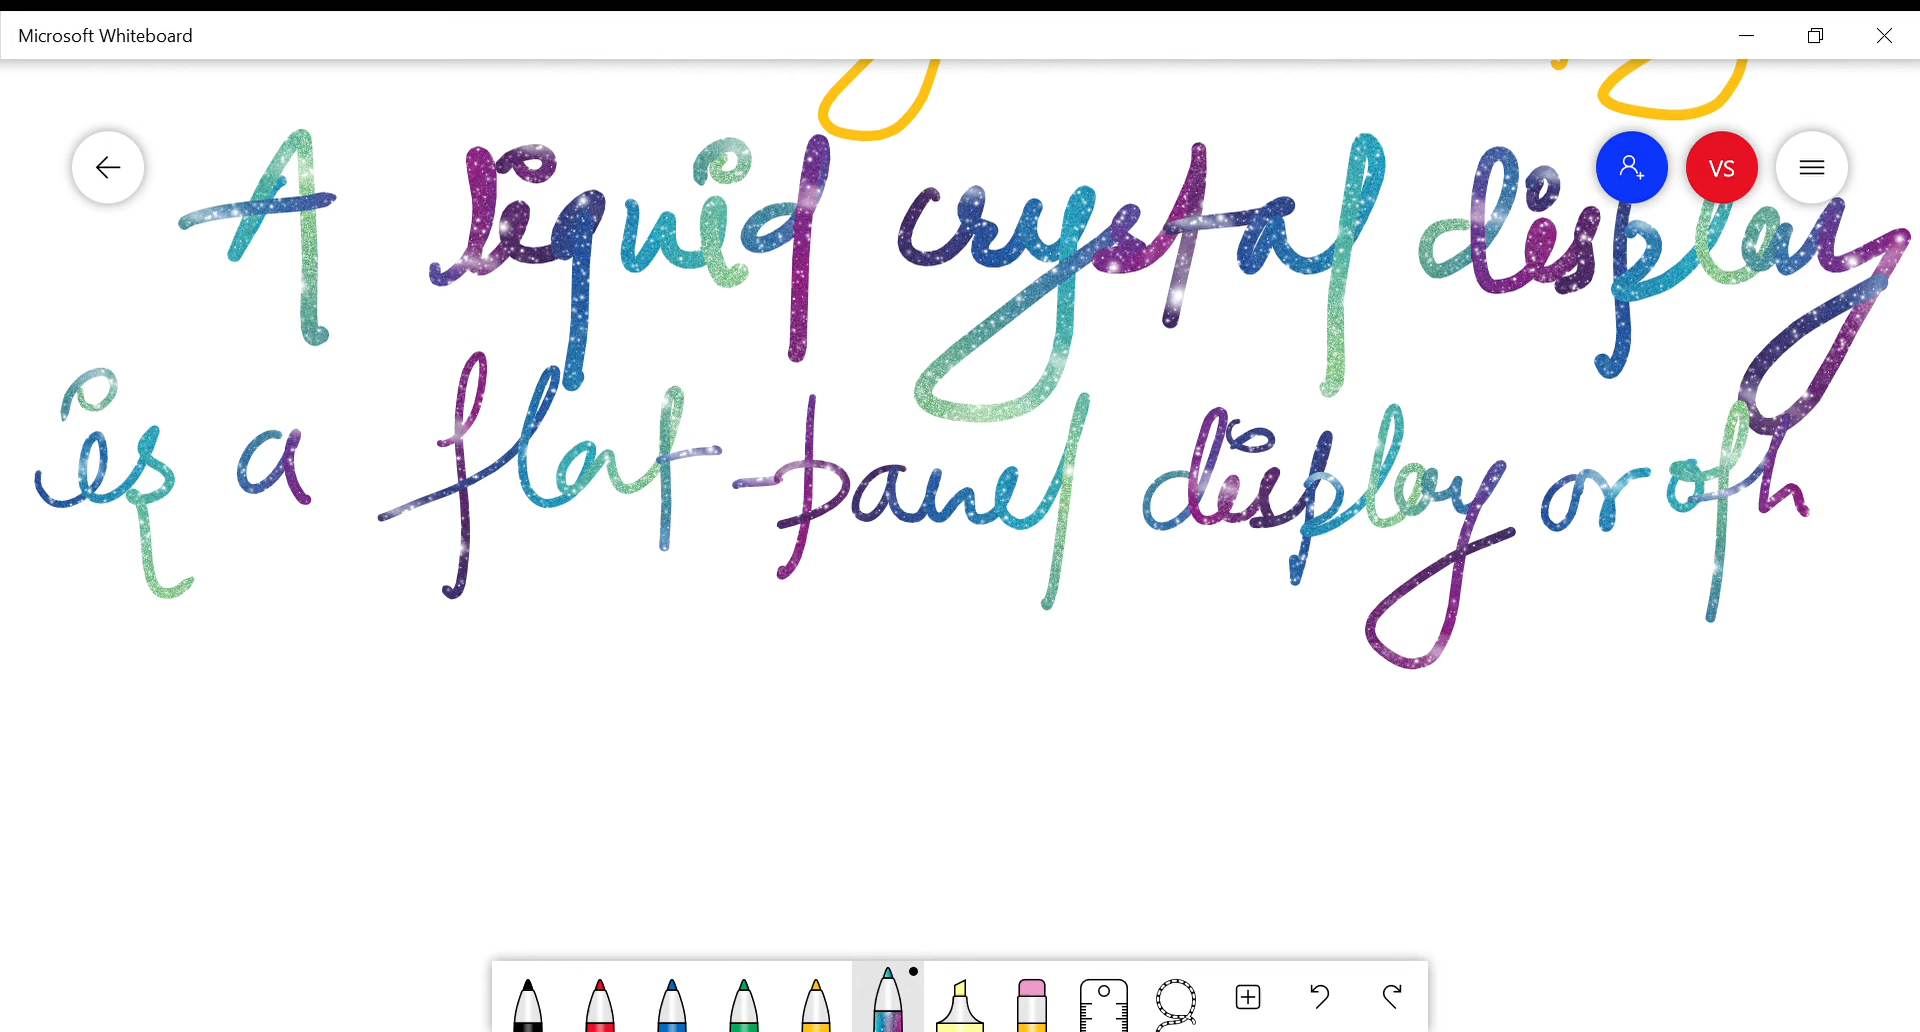 Microsoft Whiteboard
VS
A liquid crystal display
is a flat-panel display or oth